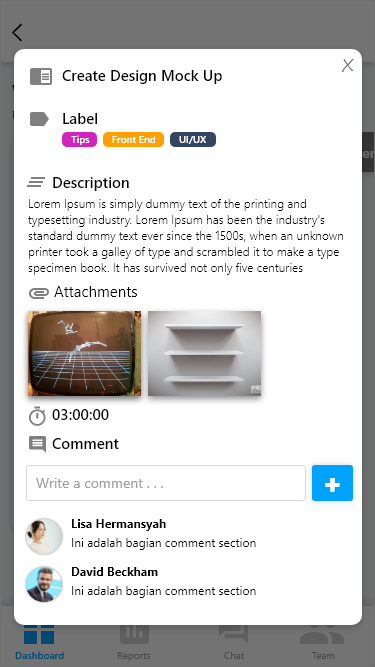 Create Design Mock Up
X
Label
Tips
Front End
UI/UX
Description
Lorem Ipsum is simply dummy text of the printing and
typesetting industry. Lorem Ipsum has been the industry's
standard dummy text ever since the 1500s, when an unknown
printer took a galley of type and scrambled it to make a type
specimen book. It has survived not only five centuries
Attachments
03:00:00
Comment
Write a comment . . .
Lisa Hermansyah
Ini adalah bagian comment section
David Beckham
Ini adalah bagian comment section
Dashboard
Reports
Chat
Team